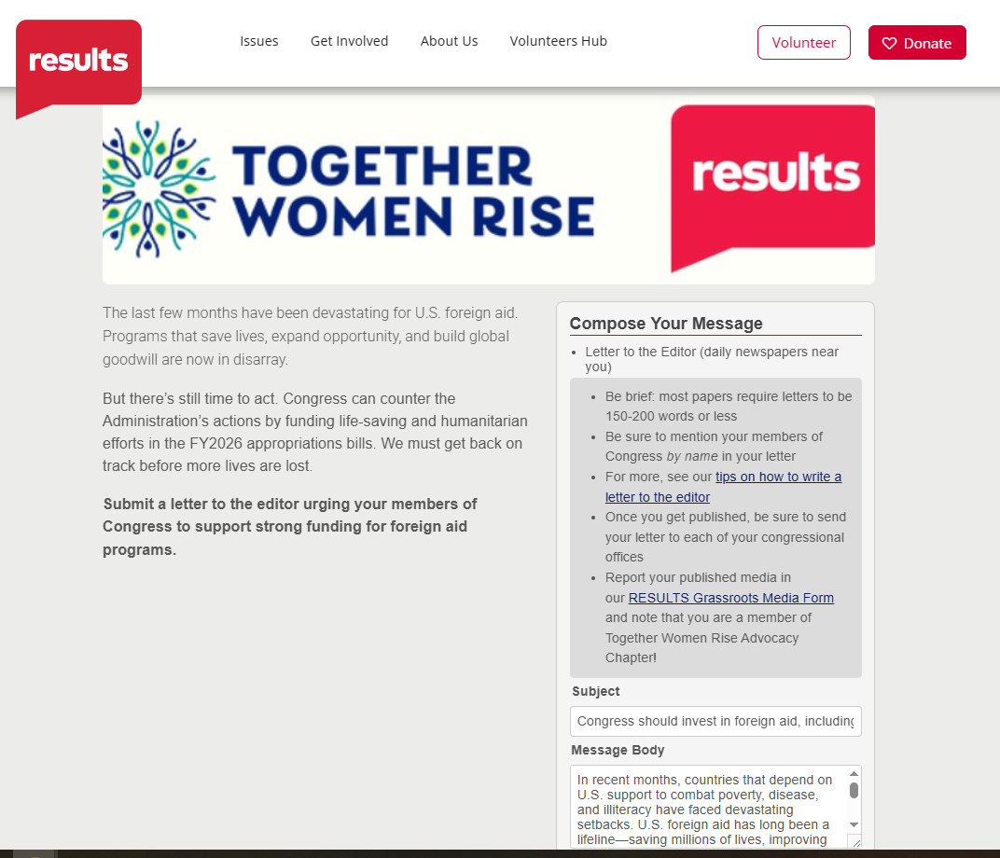 results
Issues
Get Involved
About Us
Volunteers Hub
Volunteer
Donate
TOGETHER
WOMEN RISE
results
The last few months have been devastating for U.S. foreign aid.
Programs that save lives, expand opportunity, and build global
goodwill are now in disarray.
But there’s still time to act. Congress can counter the
Administration’s actions by funding life-saving and humanitarian
efforts in the FY2026 appropriations bills. We must get back on
track before more lives are lost.
Submit a letter to the editor urging your members of
Congress to support strong funding for foreign aid
programs.
Compose Your Message
• Letter to the Editor (daily newspapers near
you)
• Be brief: most papers require letters to be
150-200 words or less
• Be sure to mention your members of
Congress by name in your letter
• For more, see our tips on how to write a
letter to the editor
• Once you get published, be sure to send
your letter to each of your congressional
offices
• Report your published media in
our RESULTS Grassroots Media Form
and note that you are a member of
Together Women Rise Advocacy
Chapter!
Subject
Congress should invest in foreign aid, including
Message Body
In recent months, countries that depend on
U.S. support to combat poverty, disease,
and illiteracy have faced devastating
setbacks. U.S. foreign aid has long been a
lifeline—saving millions of lives, improving